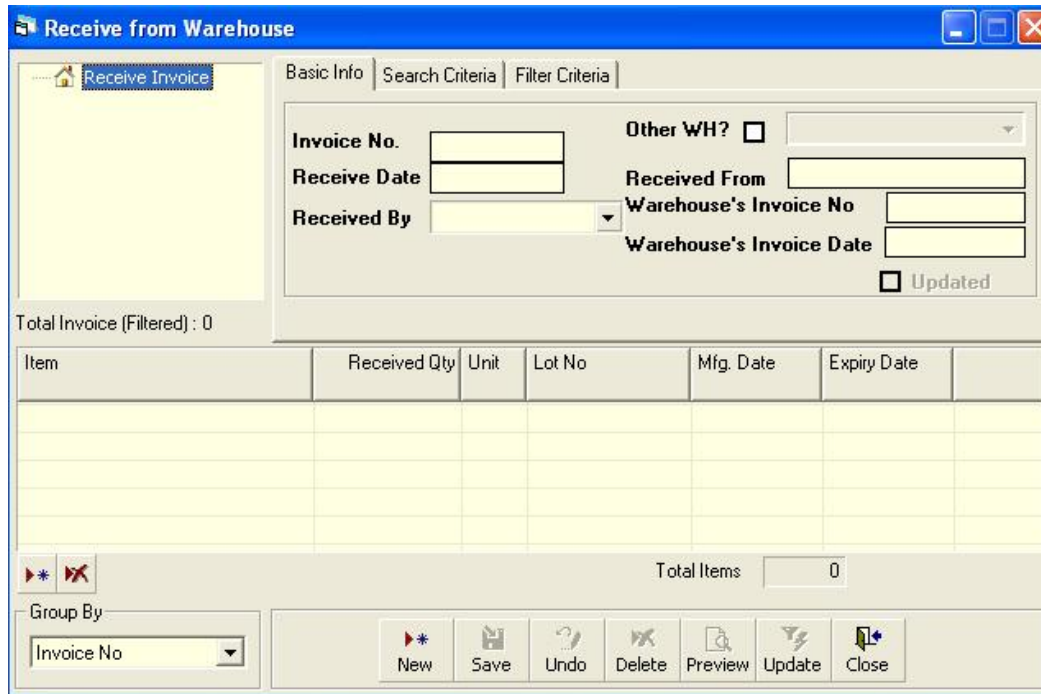 Receive from Warehouse
Receive Invoice
Basic Info Search Criteria Filter Criteria
Invoice No.
Receive Date
Received By
Other WH?
Received From
Warehouse's Invoice No
Warehouse's Invoice Date
Updated
Total Invoice (Filtered) : 0
Item Received Qty Unit Lot No Mfg. Date Expiry Date
Total Items 0
Group By
Invoice No
New Save Undo Delete Preview Update Close